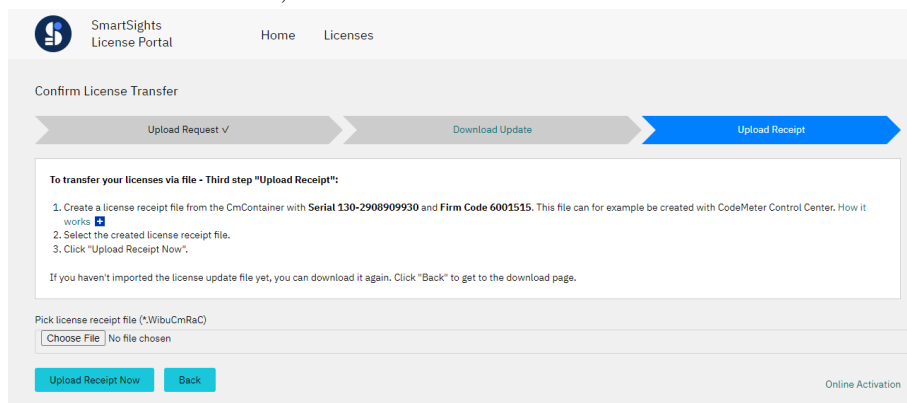 SmartSights
License Portal
Home
Licenses
Confirm License Transfer
Upload Request √
Download Update
Upload Receipt
To transfer your licenses via file - Third step "Upload Receipt":
1. Create a license receipt file from the CmContainer with Serial 130-2908909930 and Firm Code 6001515. This file can for example be created with CodeMeter Control Center. How it
works +
2. Select the created license receipt file.
3. Click "Upload Receipt Now".
If you haven't imported the license update file yet, you can download it again. Click "Back" to get to the download page.
Pick license receipt file (*.WibuCmRaC)
Choose File No file chosen
Upload Receipt Now
Back
Online Activation